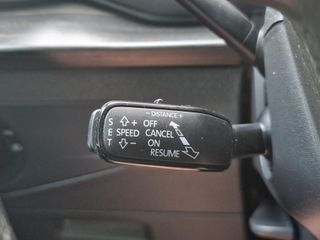 − DISTANCE +
S + OFF
E SPEED CANCEL
T − ON
RESUME